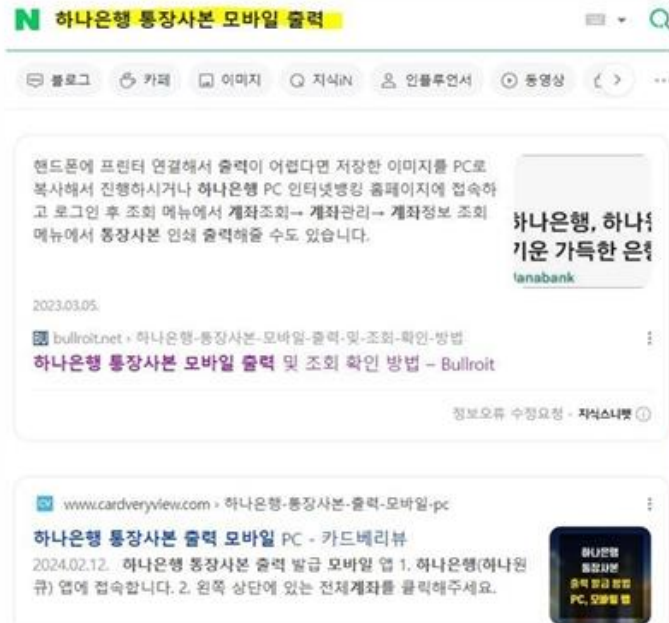 N 하나은행 통장사본 모바일 출력
블로그 카페 이미지 지식iN 인플루언서 동영상
핸드폰에 프린터 연결해서 출력이 어렵다면 저장한 이미지를 PC로
복사해서 진행하시거나 하나은행 PC 인터넷뱅킹 홈페이지에 접속하
고 로그인 후 조회 메뉴에서 계좌조회→ 계좌관리→ 계좌정보 조회
메뉴에서 통장사본 인쇄 출력해줄 수도 있습니다.
하나은행, 하나
기운 가득한 은행
anabank
2023.03.05.
BU bullroit.net › 하나은행-통장사본-모바일-출력-및-조회-확인-방법
하나은행 통장사본 모바일 출력 및 조회 확인 방법 – Bullroit
정보오류 수정요청 · 지식스니펫
CV www.cardveryview.com › 하나은행-통장사본-출력-모바일-pc
하나은행 통장사본 출력 모바일 PC - 카드베리뷰
2024.02.12. 하나은행 통장사본 출력 발급 모바일 앱 1. 하나은행(하나원
큐) 앱에 접속합니다. 2. 왼쪽 상단에 있는 전체계좌를 클릭해주세요.
하나은행
통장사본
출력 발급 방법
PC, 모바일 앱